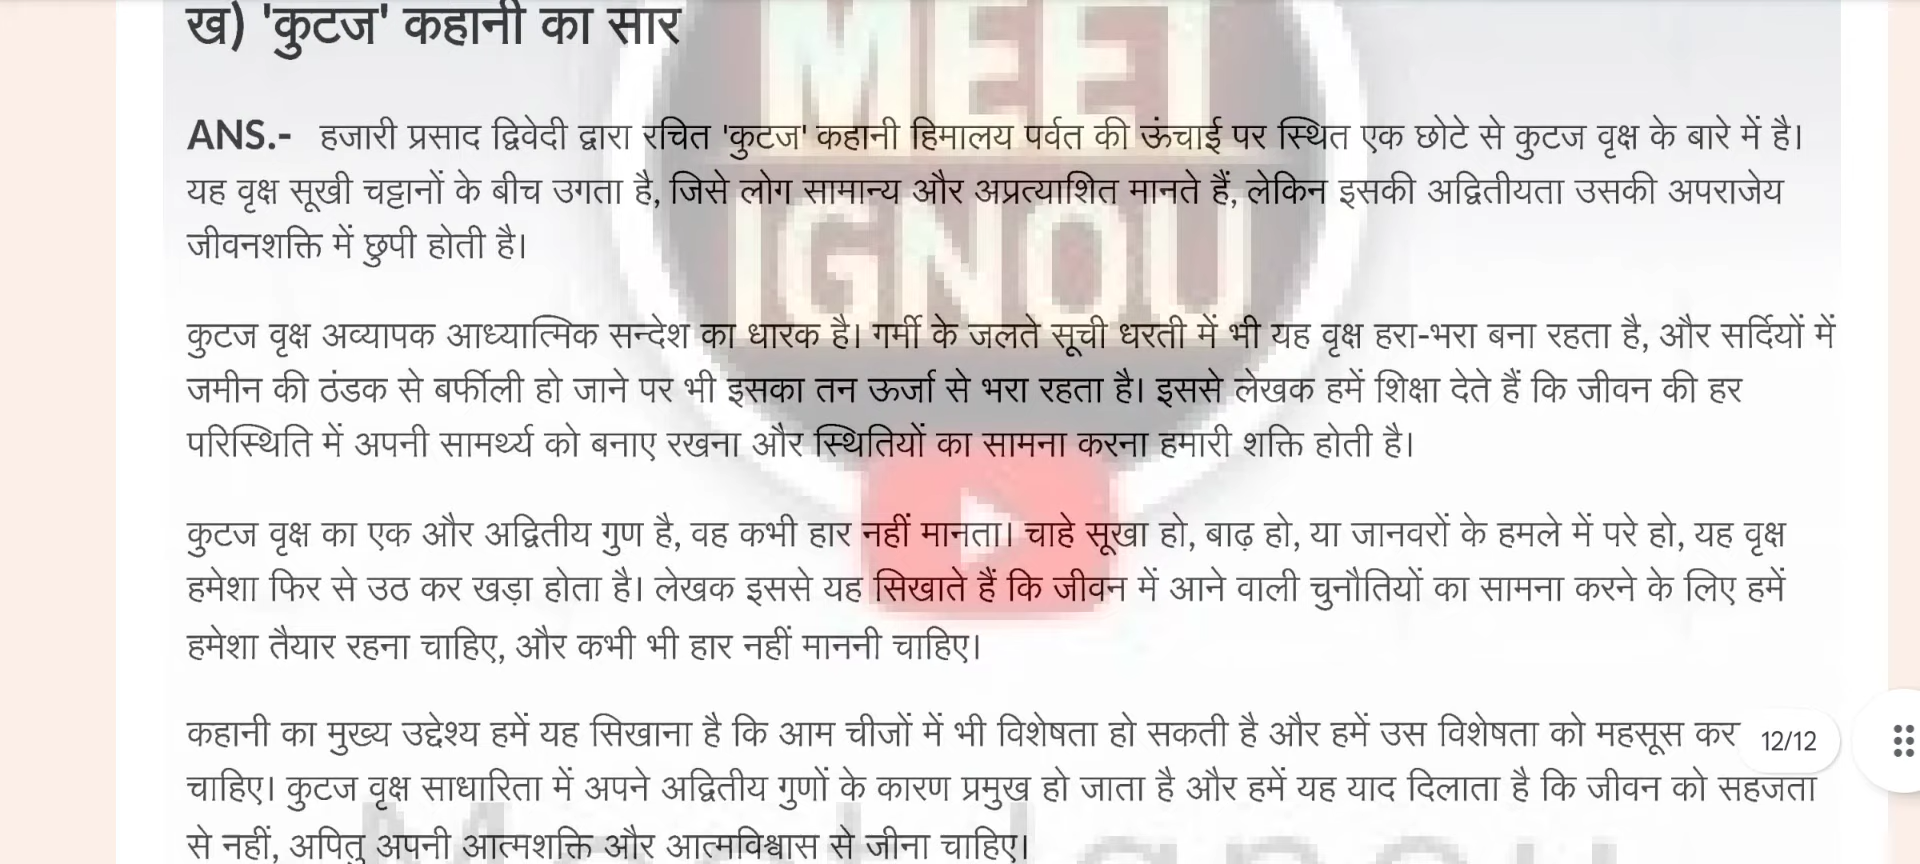 ख) 'कुटज' कहानी का सार
MEET
IGNOU
ANS.- हजारी प्रसाद द्विवेदी द्वारा रचित 'कुटज' कहानी हिमालय पर्वत की ऊंचाई पर स्थित एक छोटे से कुटज वृक्ष के बारे में है।
यह वृक्ष सूखी चट्टानों के बीच उगता है, जिसे लोग सामान्य और अप्रत्याशित मानते हैं, लेकिन इसकी अद्वितीयता उसकी अपराजेय
जीवनशक्ति में छुपी होती है।
कुटज वृक्ष अव्यापक आध्यात्मिक सन्देश का धारक है। गर्मी के जलते सूची धरती में भी यह वृक्ष हरा-भरा बना रहता है, और सर्दियों में
जमीन की ठंडक से बर्फीली हो जाने पर भी इसका तन ऊर्जा से भरा रहता है। इससे लेखक हमें शिक्षा देते हैं कि जीवन की हर
परिस्थिति में अपनी सामर्थ्य को बनाए रखना और स्थितियों का सामना करना हमारी शक्ति होती है।
कुटज वृक्ष का एक और अद्वितीय गुण है, वह कभी हार नहीं मानता। चाहे सूखा हो, बाढ़ हो, या जानवरों के हमले में परे हो, यह वृक्ष
हमेशा फिर से उठ कर खड़ा होता है। लेखक इससे यह सिखाते हैं कि जीवन में आने वाली चुनौतियों का सामना करने के लिए हमें
हमेशा तैयार रहना चाहिए, और कभी भी हार नहीं माननी चाहिए।
कहानी का मुख्य उद्देश्य हमें यह सिखाना है कि आम चीजों में भी विशेषता हो सकती है और हमें उस विशेषता को महसूस कर
12/12
चाहिए। कुटज वृक्ष साधारिता में अपने अद्वितीय गुणों के कारण प्रमुख हो जाता है और हमें यह याद दिलाता है कि जीवन को सहजता
से नहीं, अपितु अपनी आत्मशक्ति और आत्मविश्वास से जीना चाहिए।